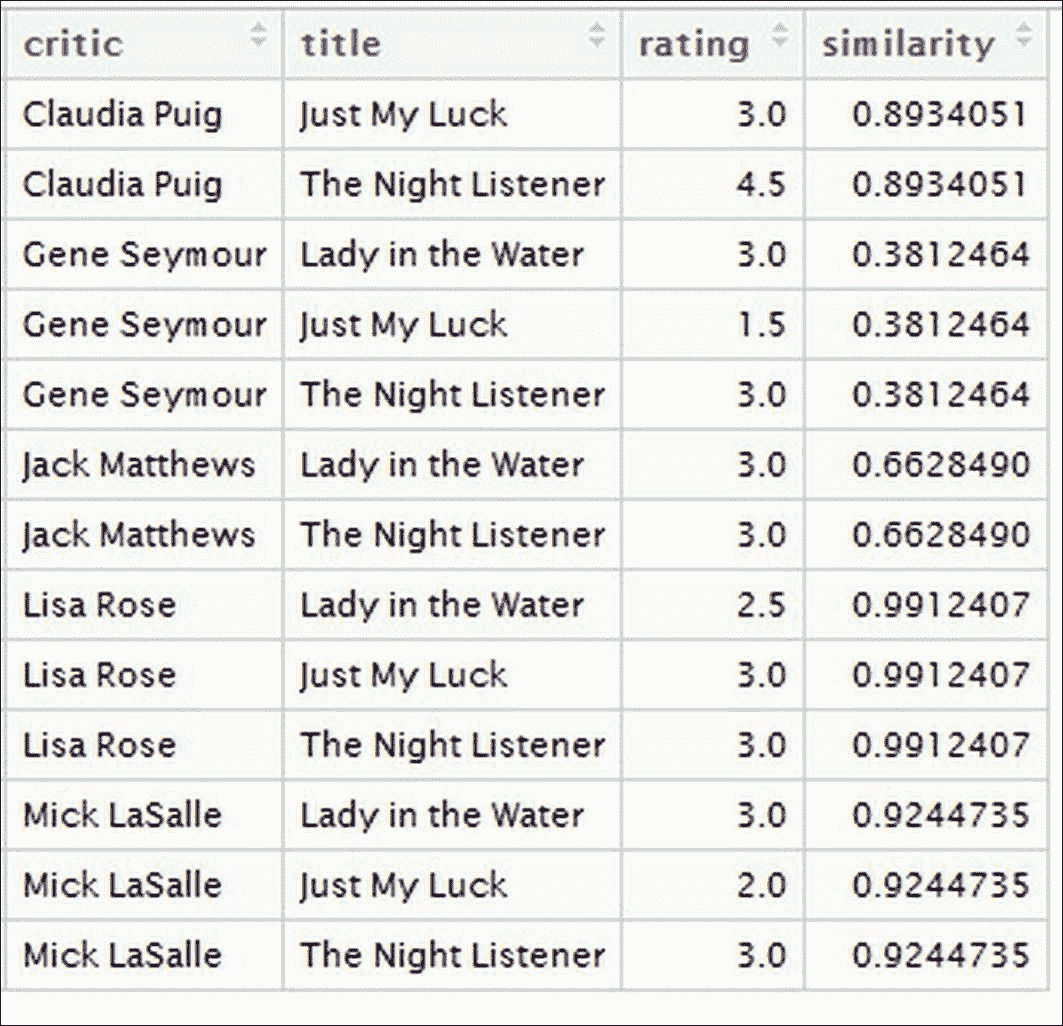 critic title rating similarity
Claudia Puig Just My Luck 3.0 0.8934051
Claudia Puig The Night Listener 4.5 0.8934051
Gene Seymour Lady in the Water 3.0 0.3812464
Gene Seymour Just My Luck 1.5 0.3812464
Gene Seymour The Night Listener 3.0 0.3812464
Jack Matthews Lady in the Water 3.0 0.6628490
Jack Matthews The Night Listener 3.0 0.6628490
Lisa Rose Lady in the Water 2.5 0.9912407
Lisa Rose Just My Luck 3.0 0.9912407
Lisa Rose The Night Listener 3.0 0.9912407
Mick LaSalle Lady in the Water 3.0 0.9244735
Mick LaSalle Just My Luck 2.0 0.9244735
Mick LaSalle The Night Listener 3.0 0.9244735